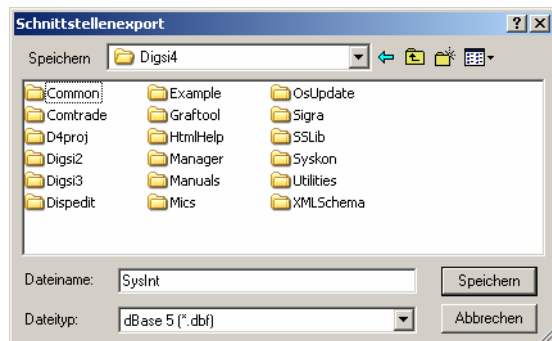 Schnittstellenexport
Speichern Digsi4
Common Example OsUpdate
Comtrade Graftool Sigra
D4proj HtmlHelp SSLib
Digsi2 Manager Syskon
Digsi3 Manuals Utilities
Dispedit Mics XMLSchema
Dateiname: SysInt Speichern
Dateityp: dBase 5 (*.dbf) Abbrechen